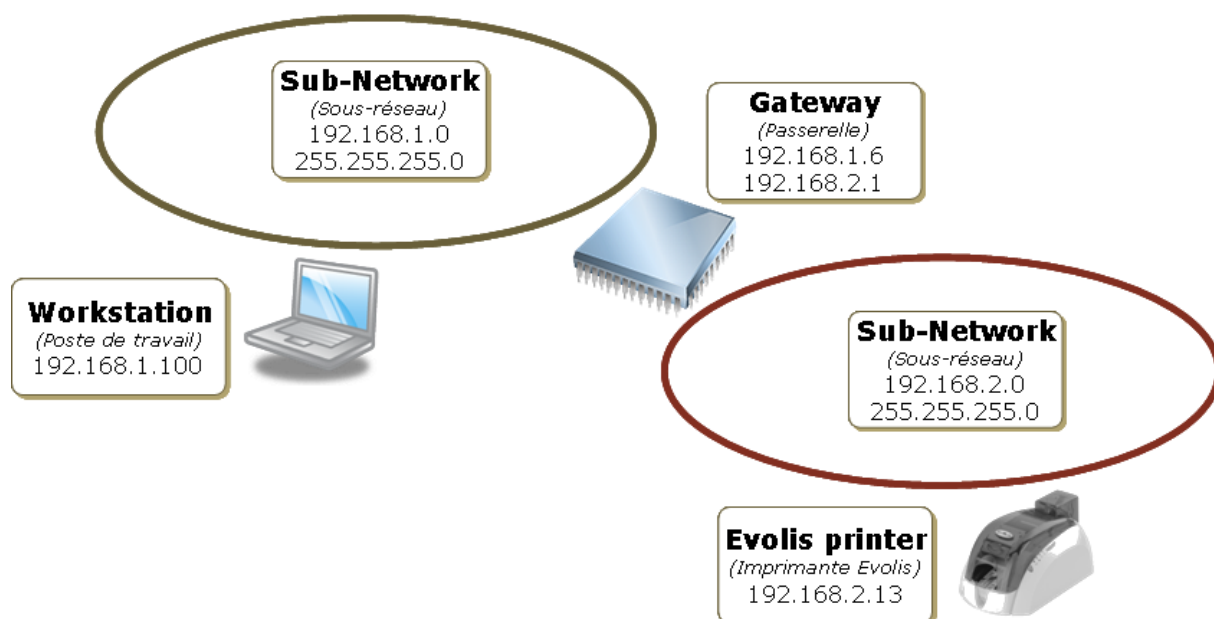 Sub-Network
(Sous-réseau)
192.168.1.0
255.255.255.0
Gateway
(Passerelle)
192.168.1.6
192.168.2.1
Workstation
(Poste de travail)
192.168.1.100
Sub-Network
(Sous-réseau)
192.168.2.0
255.255.255.0
Evolis printer
(Imprimante Evolis)
192.168.2.13